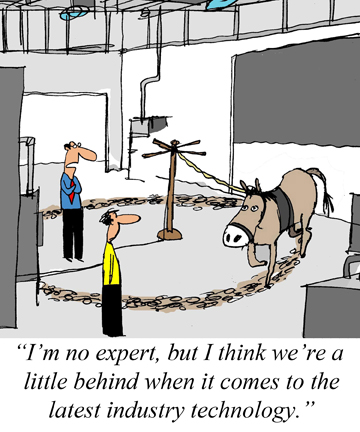 “I’m no expert, but I think we’re a
little behind when it comes to the
latest industry technology.”